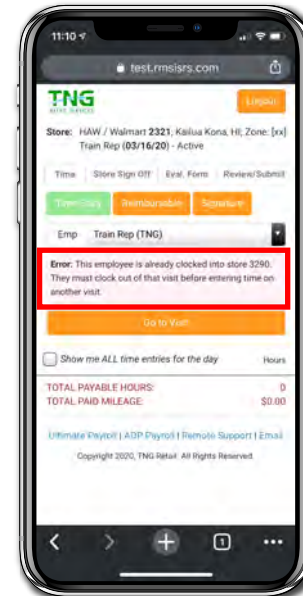 11:10
test.rmsisrs.com
TNG
RETAIL SERVICES
Logout
Store: HAW / Walmart 2321, Kailua Kona, HI; Zone: [xx]
Train Rep (03/16/20) - Active
Time Store Sign Off Eval. Form Review/Submit
Reimbursable Signature
Emp Train Rep (TNG)
Error: This employee is already clocked into store 3290.
They must clock out of that visit before entering time on
another visit.
Go to Visit
Show me ALL time entries for the day Hours
TOTAL PAYABLE HOURS: 0
TOTAL PAID MILEAGE: $0.00
Ultimate Payroll | ADP Payroll | Remote Support | Email
Copyright 2020, TNG Retail. All Rights Reserved.
1